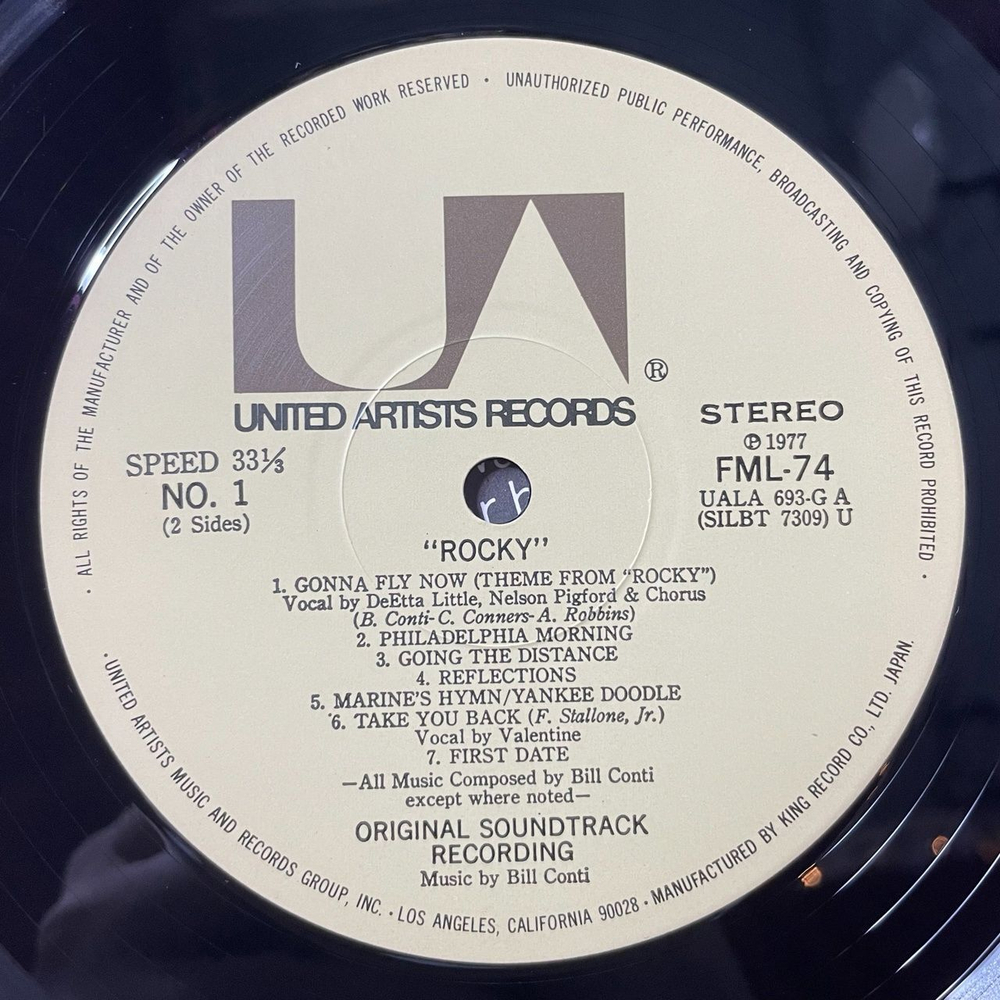 · ALL RIGHTS OF THE MANUFACTURER AND OF THE OWNER OF THE RECORDED WORK RESERVED · UNAUTHORIZED PUBLIC PERFORMANCE, BROADCASTING AND COPYING OF THIS RECORD PROHIBITED ·
UA ®
UNITED ARTISTS RECORDS
SPEED 33⅓
NO. 1
(2 Sides)
STEREO
Ⓟ 1977
FML-74
UALA 693-G A
(SILBT 7309) U
“ROCKY”
1. GONNA FLY NOW (THEME FROM “ROCKY”)
Vocal by DeEtta Little, Nelson Pigford & Chorus
(B. Conti-C. Conners-A. Robbins)
2. PHILADELPHIA MORNING
3. GOING THE DISTANCE
4. REFLECTIONS
5. MARINE’S HYMN/YANKEE DOODLE
6. TAKE YOU BACK (F. Stallone, Jr.)
Vocal by Valentine
7. FIRST DATE
—All Music Composed by Bill Conti
except where noted—
ORIGINAL SOUNDTRACK
RECORDING
Music by Bill Conti
· UNITED ARTISTS MUSIC AND RECORDS GROUP, INC. · LOS ANGELES, CALIFORNIA 90028 · MANUFACTURED BY KING RECORD CO., LTD. JAPAN.